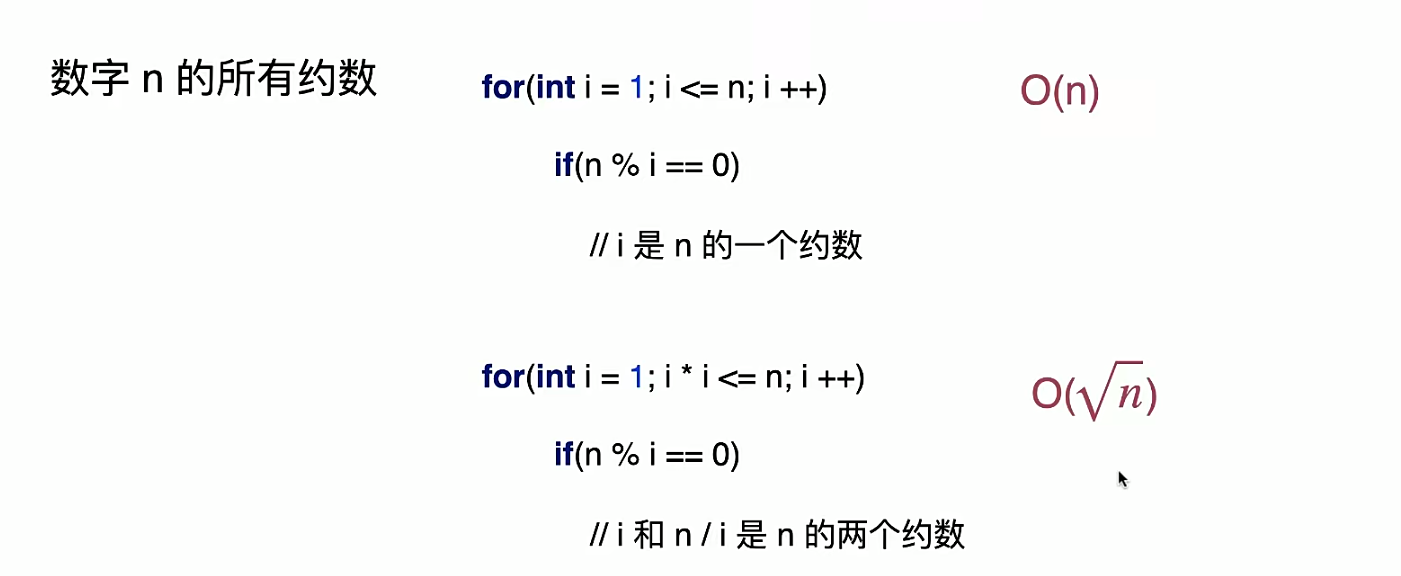 数字 n 的所有约数
for(int i = 1; i <= n; i ++)
O(n)
if(n % i == 0)
// i 是 n 的一个约数
for(int i = 1; i * i <= n; i ++)
O(√n)
if(n % i == 0)
// i 和 n / i 是 n 的两个约数